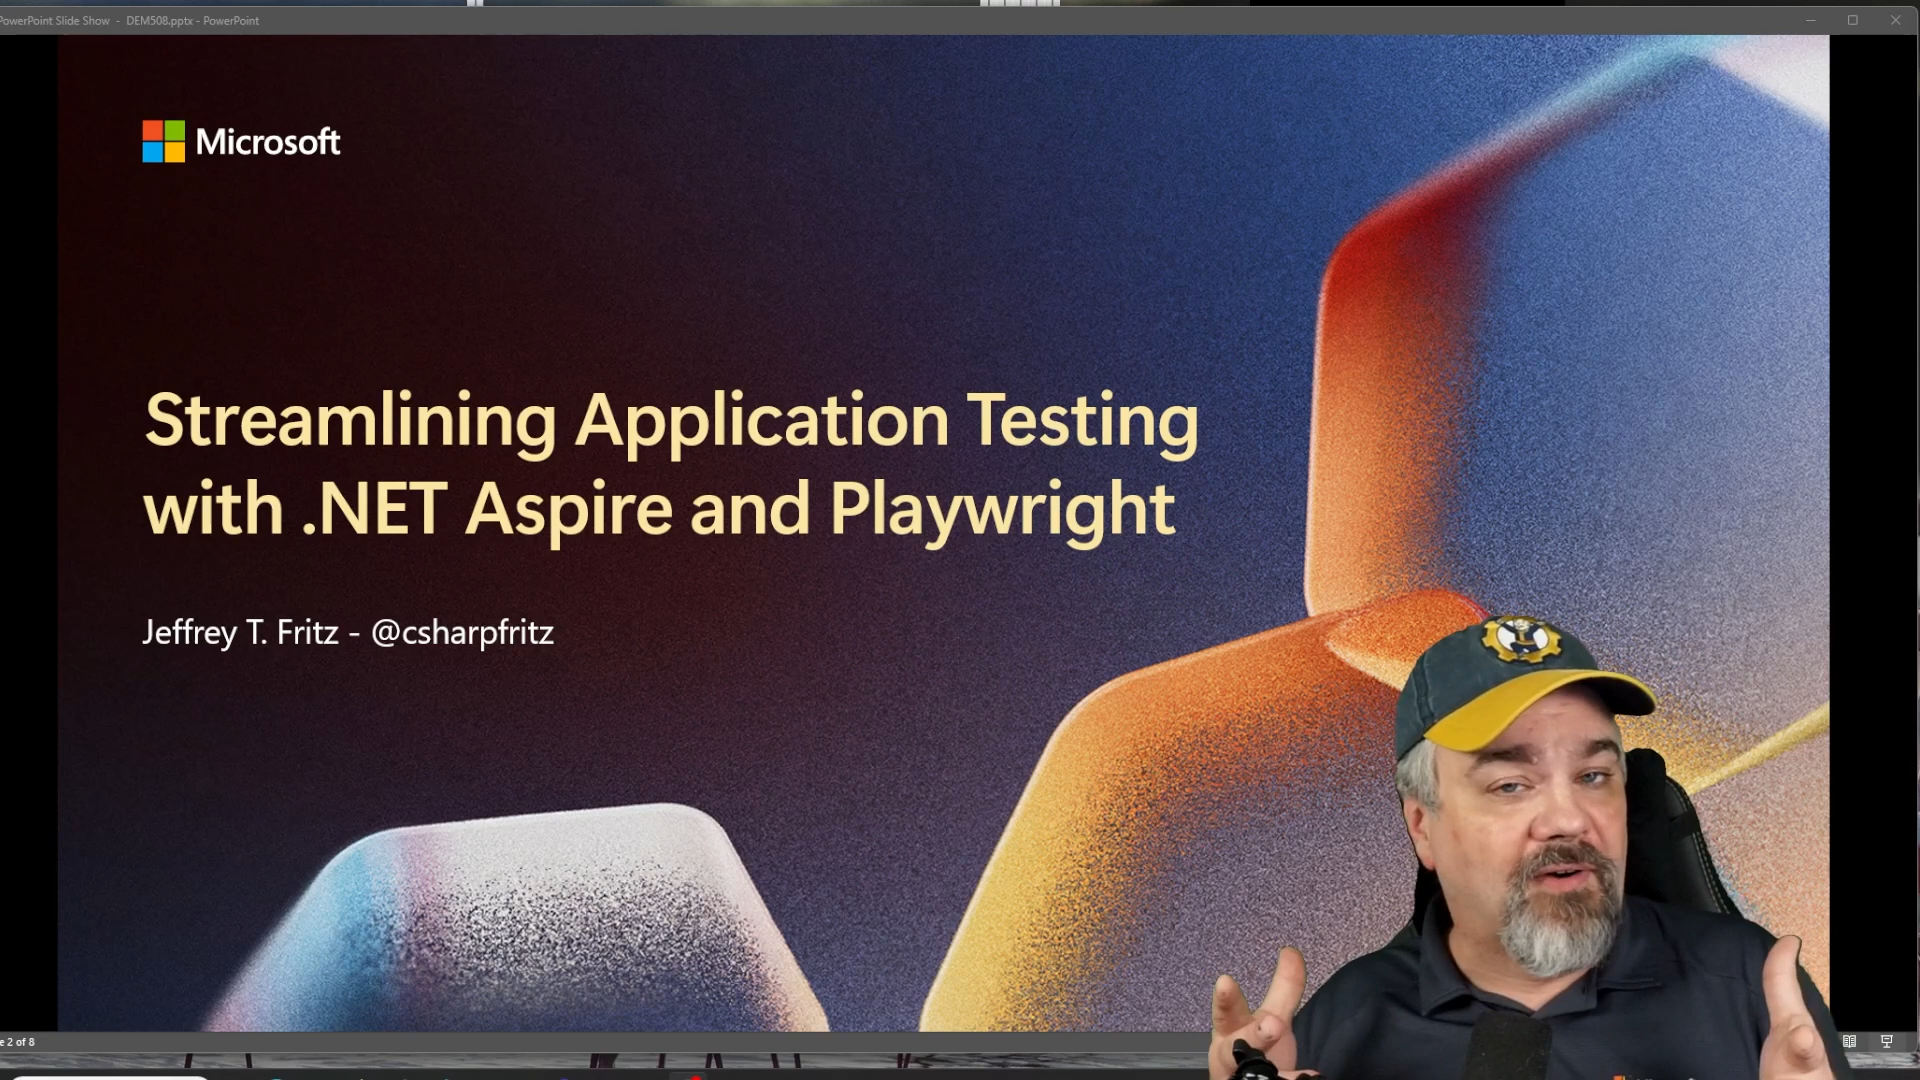 PowerPoint Slide Show - DEM508.pptx - PowerPoint
Microsoft
Streamlining Application Testing
with .NET Aspire and Playwright
Jeffrey T. Fritz - @csharpfritz
2 of 8